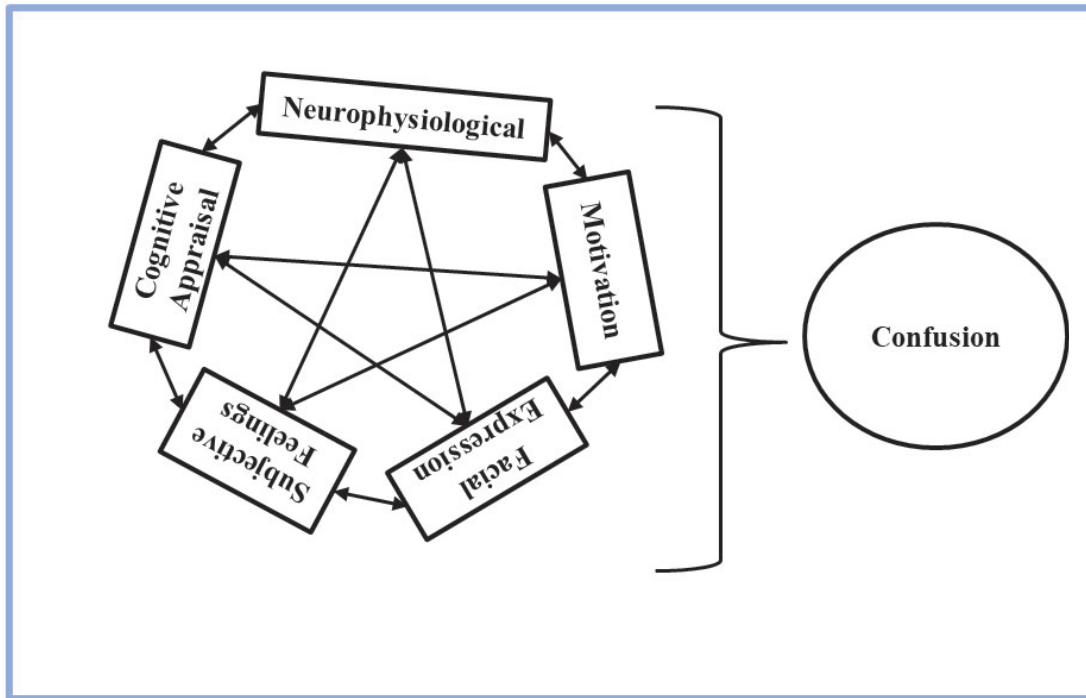 Neurophysiological
Motivation
Facial
Expression
Subjective
Feelings
Cognitive
Appraisal
Confusion